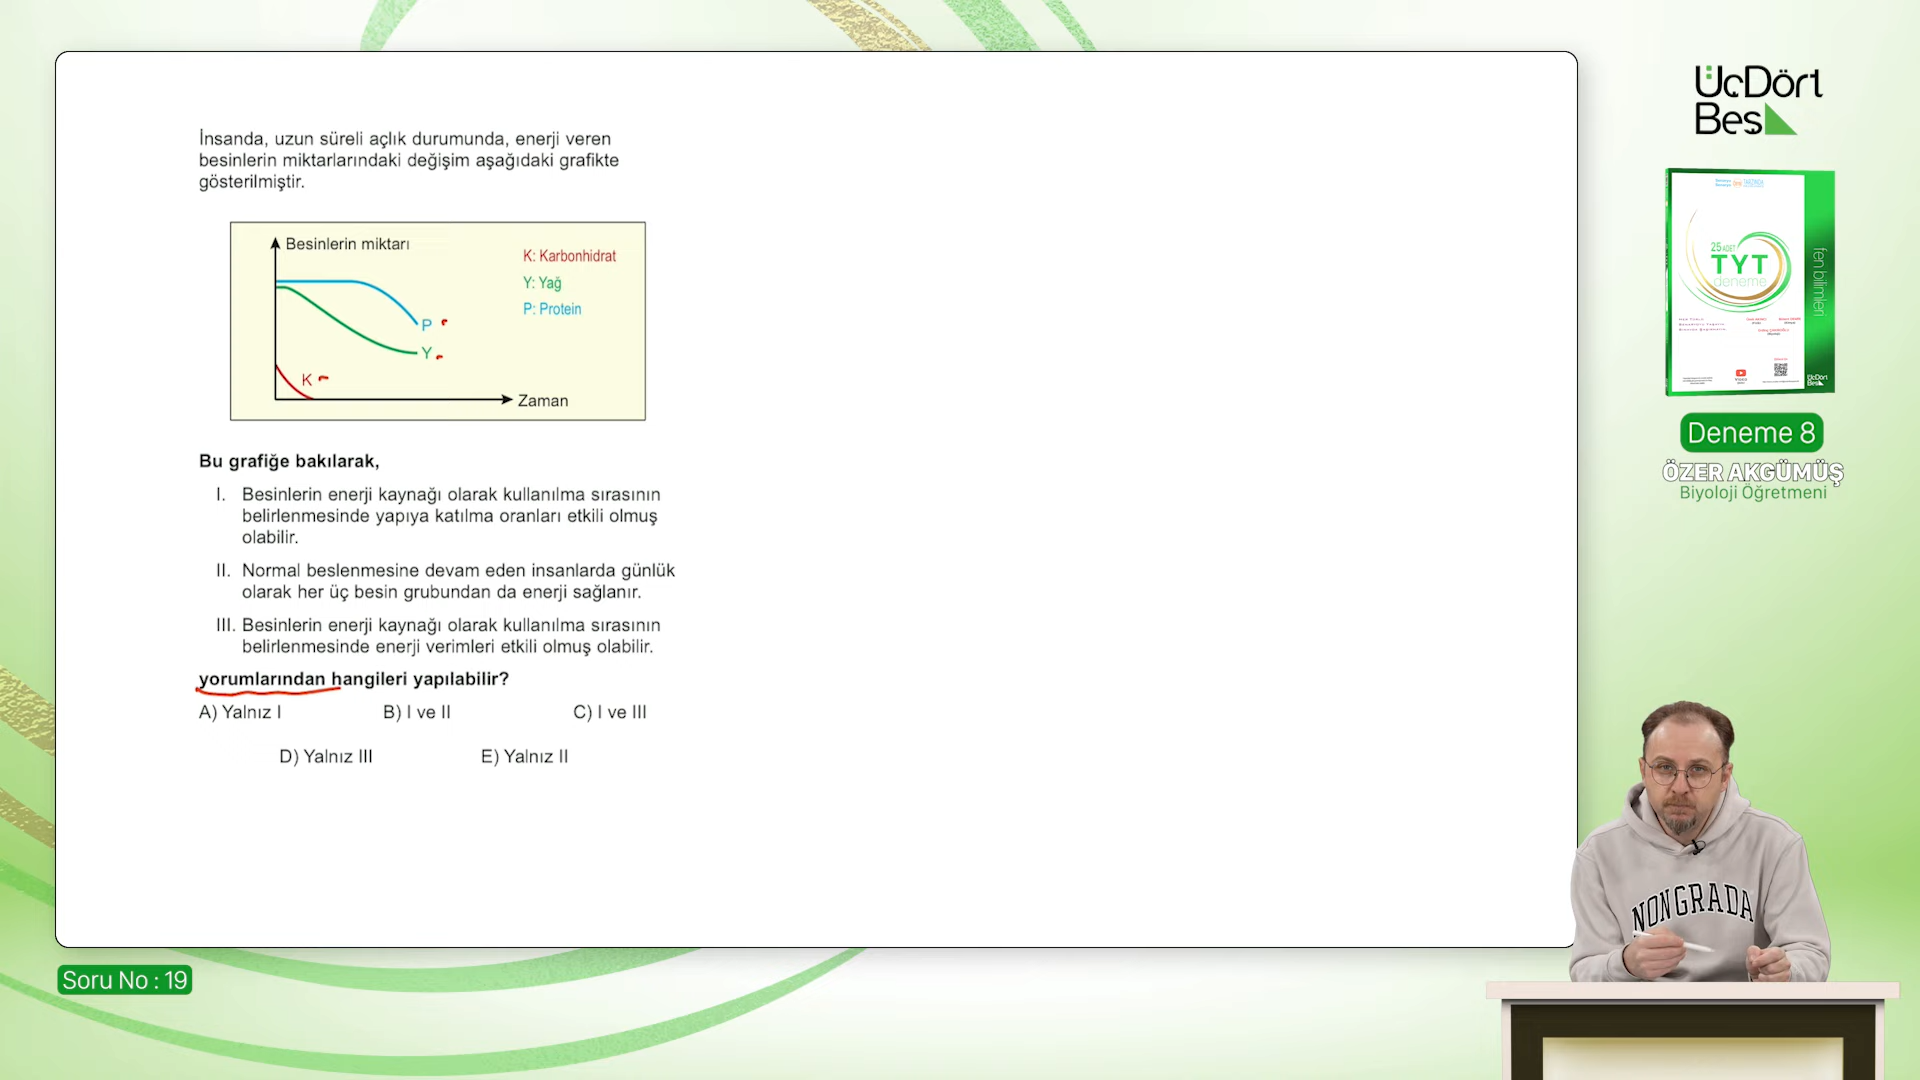 İnsanda, uzun süreli açlık durumunda, enerji veren
besinlerin miktarlarındaki değişim aşağıdaki grafikte
gösterilmiştir.
Besinlerin miktarı
K: Karbonhidrat
Y: Yağ
P: Protein
P
Y
K
Zaman
Bu grafiğe bakılarak,
I. Besinlerin enerji kaynağı olarak kullanılma sırasının
belirlenmesinde yapıya katılma oranları etkili olmuş
olabilir.
II. Normal beslenmesine devam eden insanlarda günlük
olarak her üç besin grubundan da enerji sağlanır.
III. Besinlerin enerji kaynağı olarak kullanılma sırasının
belirlenmesinde enerji verimleri etkili olmuş olabilir.
yorumlarından hangileri yapılabilir?
A) Yalnız I
B) I ve II
C) I ve III
D) Yalnız III
E) Yalnız II
Soru No : 19
ÜçDört
Beş
25 ADET
TYT
deneme
fen bilimleri
ÜçDört
Beş
Deneme 8
ÖZER AKGÜMÜŞ
Biyoloji Öğretmeni
NONGRADA